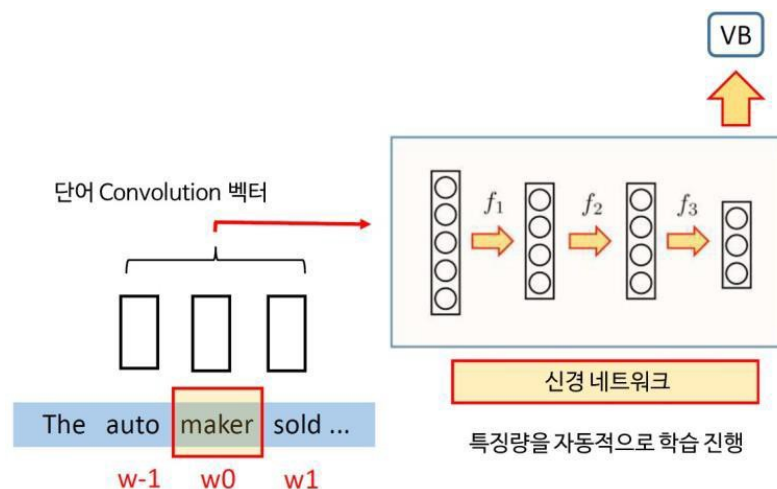 VB
단어 Convolution 벡터
f1 f2 f3
신경 네트워크
The auto maker sold ...
특징량을 자동적으로 학습 진행
w-1 w0 w1